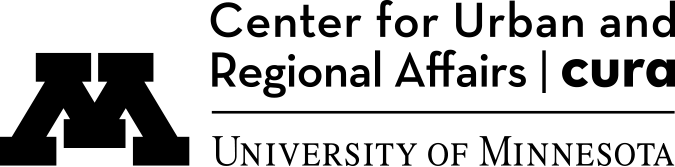 Center for Urban and
Regional Affairs | cura
UNIVERSITY OF MINNESOTA